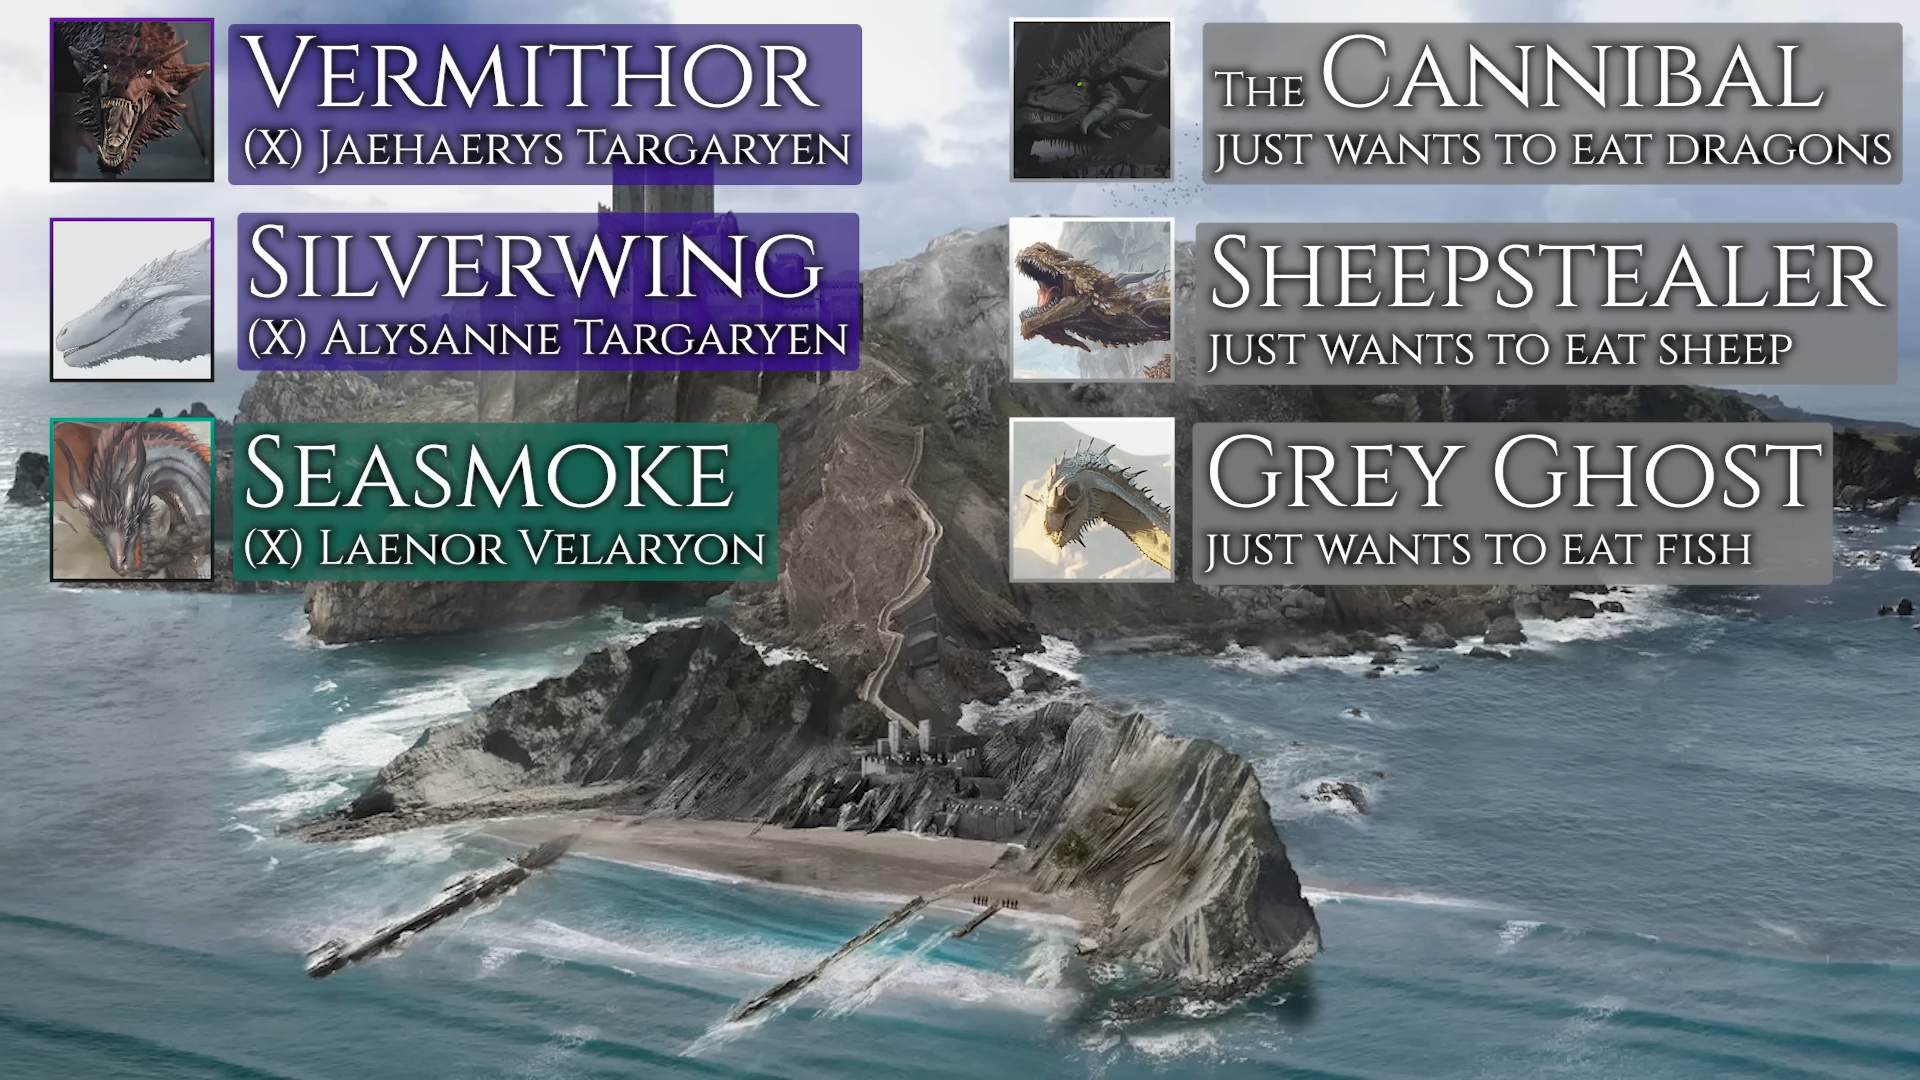 Vermithor
(X) Jaehaerys Targaryen
Silverwing
(X) Alysanne Targaryen
Seasmoke
(X) Laenor Velaryon
The Cannibal
just wants to eat dragons
Sheepstealer
just wants to eat sheep
Grey Ghost
just wants to eat fish